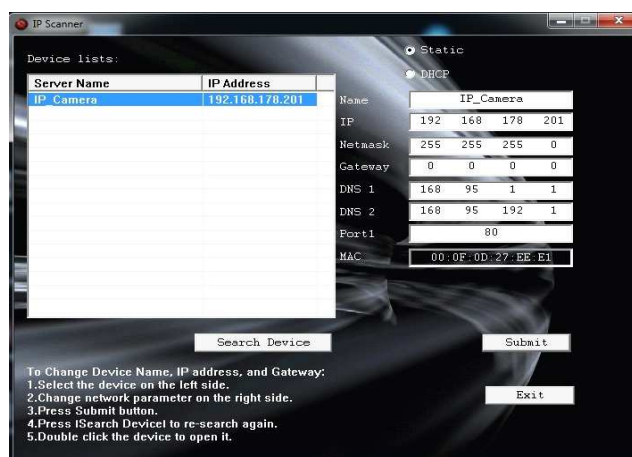 IP Scanner
Device lists:
Static
DHCP
Server Name IP Address
IP_Camera 192.168.178.201
Name IP_Camera
IP 192 168 178 201
Netmask 255 255 255 0
Gateway 0 0 0 0
DNS 1 168 95 1 1
DNS 2 168 95 192 1
Port1 80
MAC 00:0F:0D:27:EE:E1
Search Device
Submit
Exit
To Change Device Name, IP address, and Gateway:
1.Select the device on the left side.
2.Change network parameter on the right side.
3.Press Submit button.
4.Press |Search Device| to re-search again.
5.Double click the device to open it.